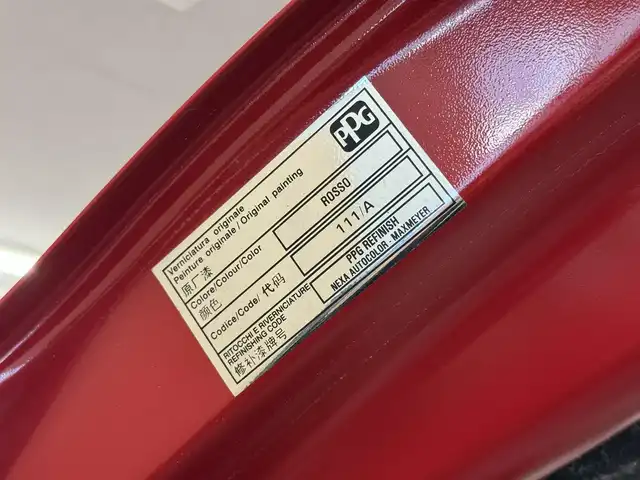 PPG
Verniciatura originale
Peinture originale/Original painting
原厂漆
Colore/Colour/Color
颜色
ROSSO
Codice/Code/代码
111/A
RITOCCHI E RIVERNICIATURE
REFINISHING CODE
修补漆牌号
PPG REFINISH
NEXA AUTOCOLOR - MAXMEYER